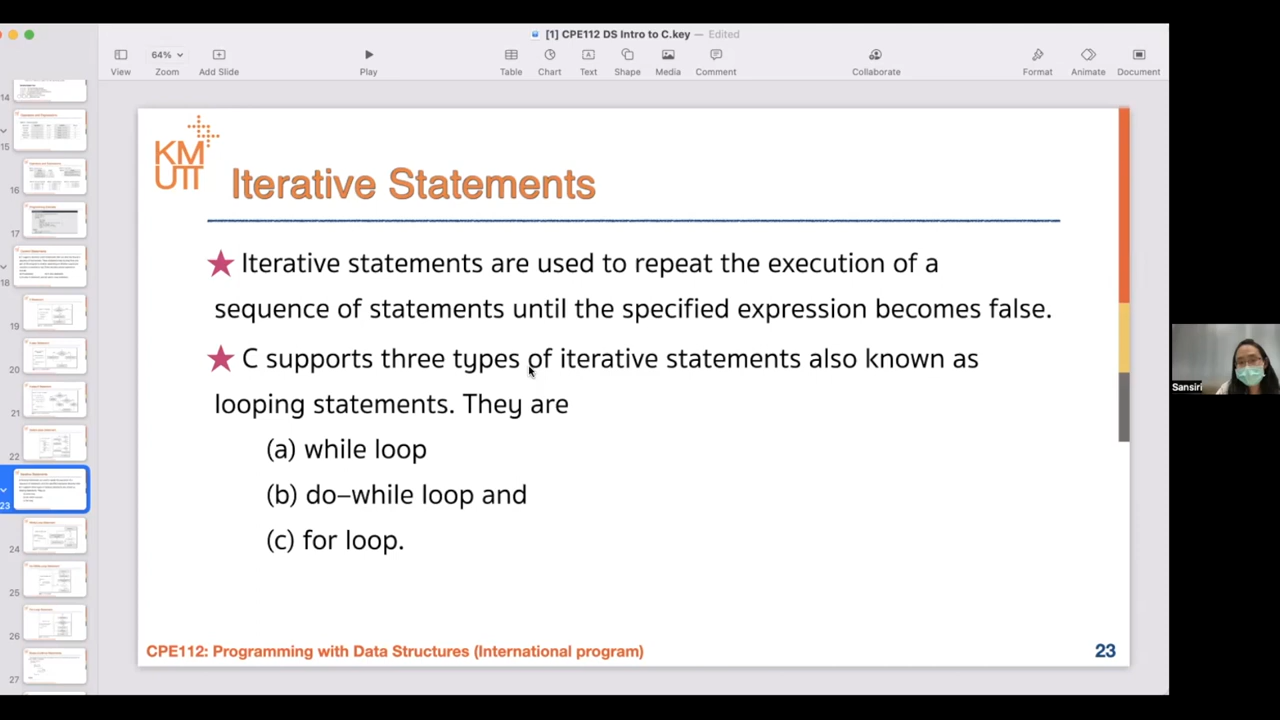 [1] CPE112 DS Intro to C.key — Edited
64%
View
Zoom
Add Slide
Play
Table
Chart
Text
Shape
Media
Comment
Collaborate
Format
Animate
Document
14
15
16
17
18
19
20
21
22
23
24
25
26
27
KM
UTT
Iterative Statements
★ Iterative statements are used to repeat the execution of a
sequence of statements until the specified expression becomes false.
★ C supports three types of iterative statements also known as
looping statements. They are
(a) while loop
(b) do–while loop and
(c) for loop.
CPE112: Programming with Data Structures (International program)
23
Sansiri